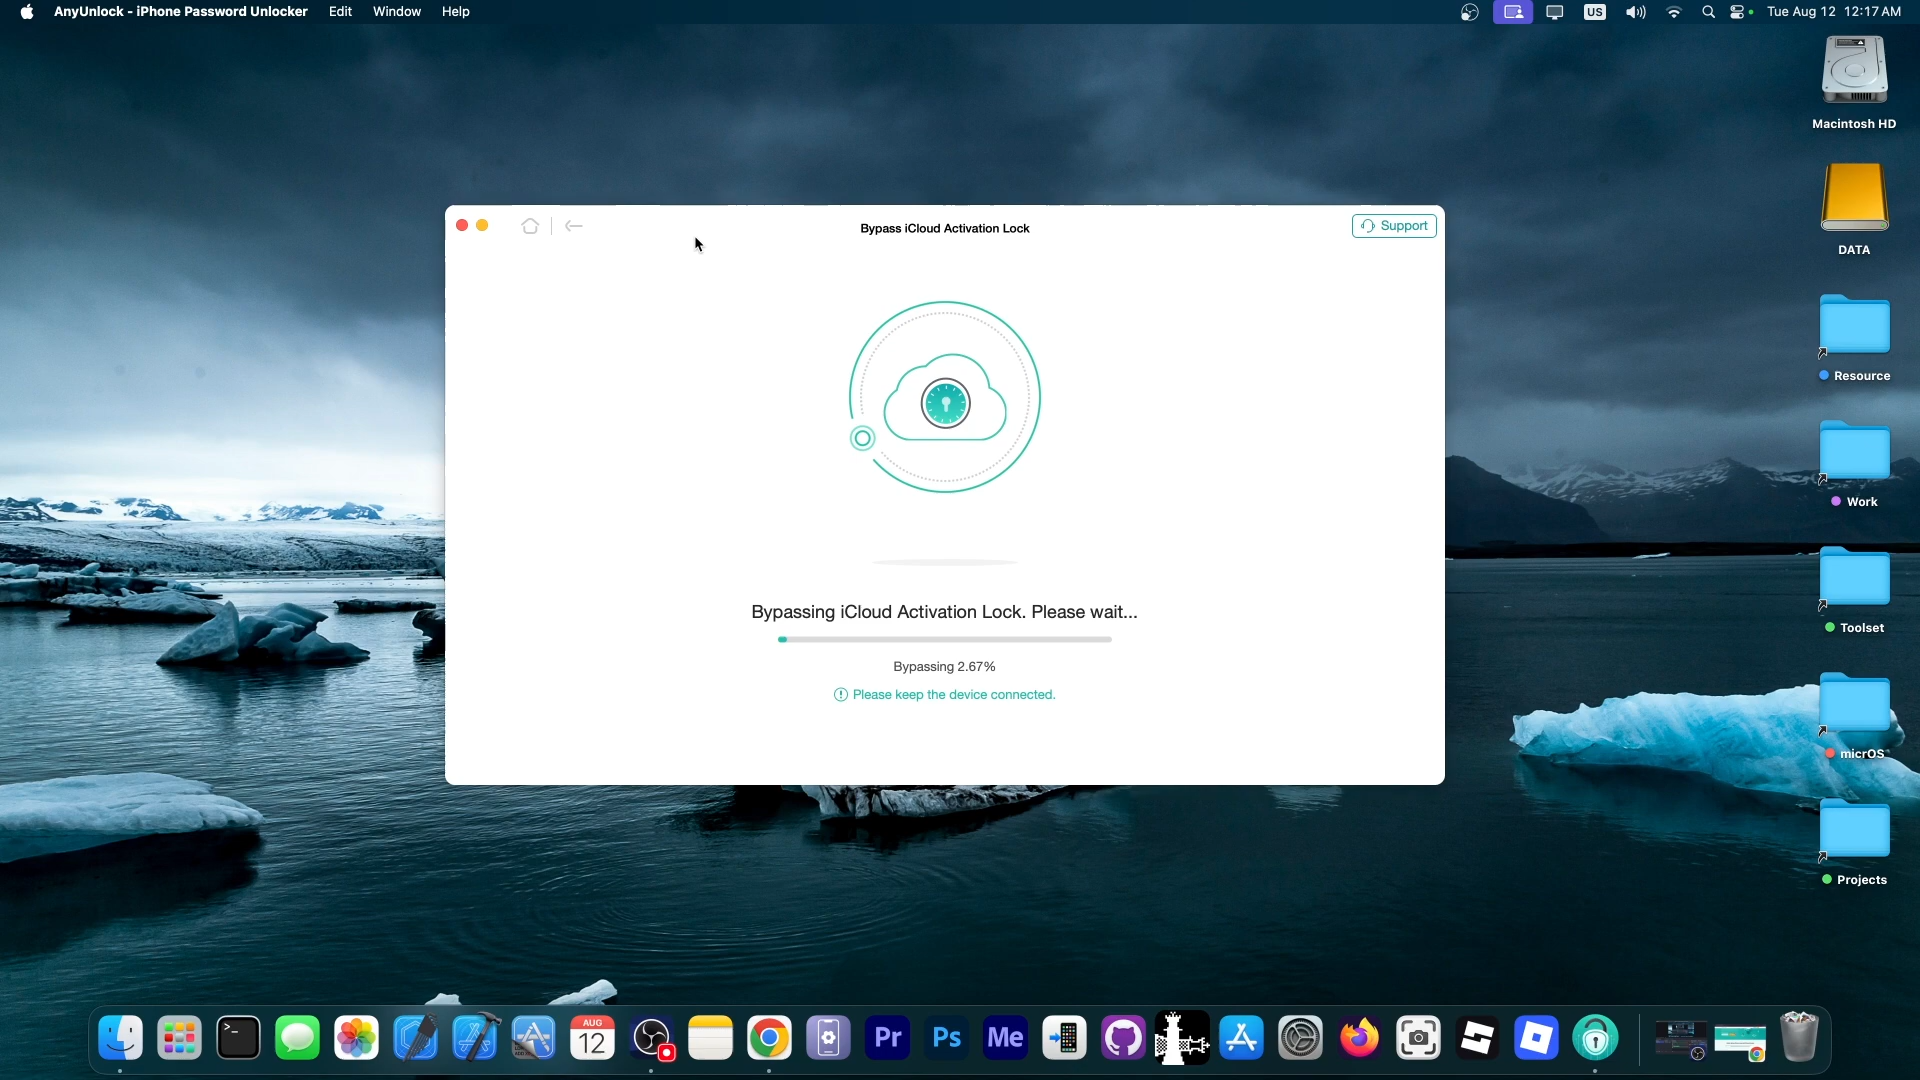 AnyUnlock - iPhone Password Unlocker Edit Window Help US Tue Aug 12 12:17 AM
Macintosh HD
DATA
Resource
Work
Toolset
micrOS
Projects
Bypass iCloud Activation Lock
Support
Bypassing iCloud Activation Lock. Please wait...
Bypassing 2.67%
Please keep the device connected.
>_
AUG
12
Pr
Ps
Me